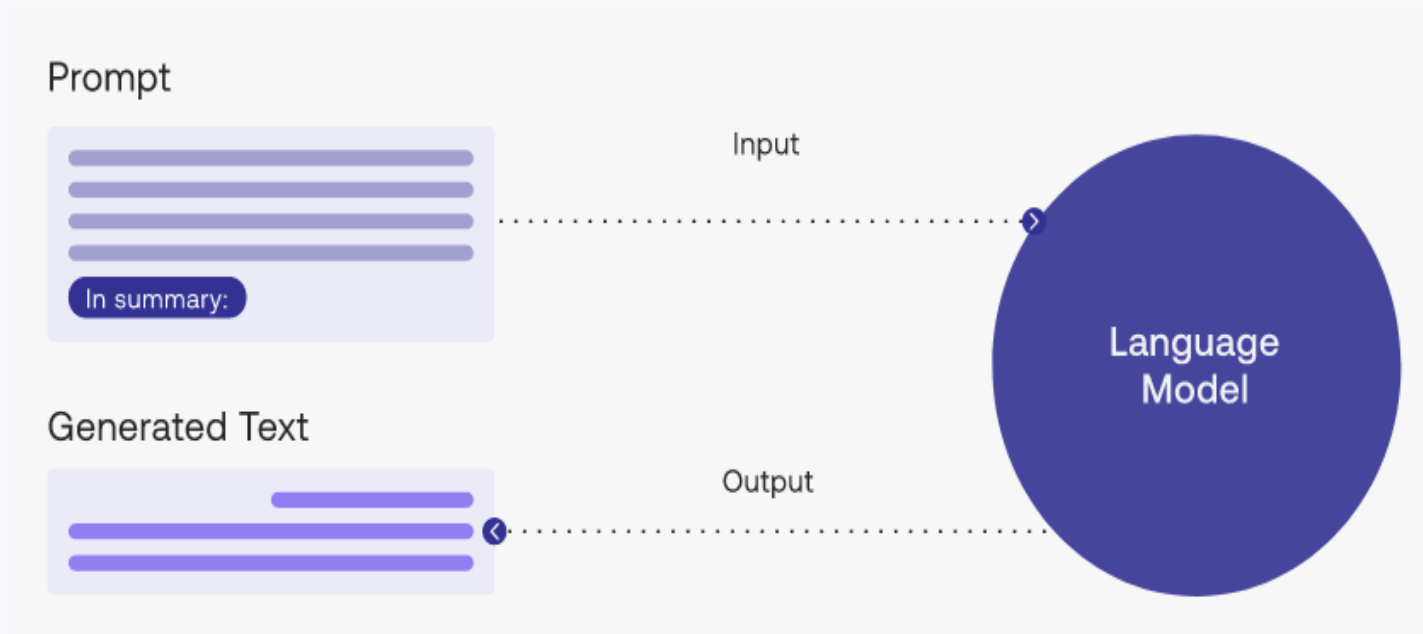 Prompt
Input
In summary:
Language
Model
Generated Text
Output